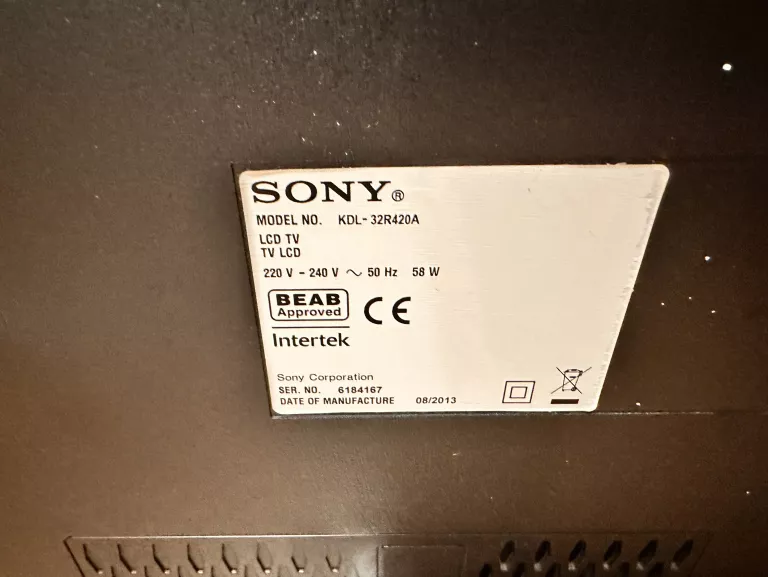 SONY®
MODEL NO. KDL-32R420A
LCD TV
TV LCD
220 V - 240 V ~ 50 Hz 58 W
BEAB
Approved
CE
Intertek
Sony Corporation
SER. NO. 6184167
DATE OF MANUFACTURE 08/2013